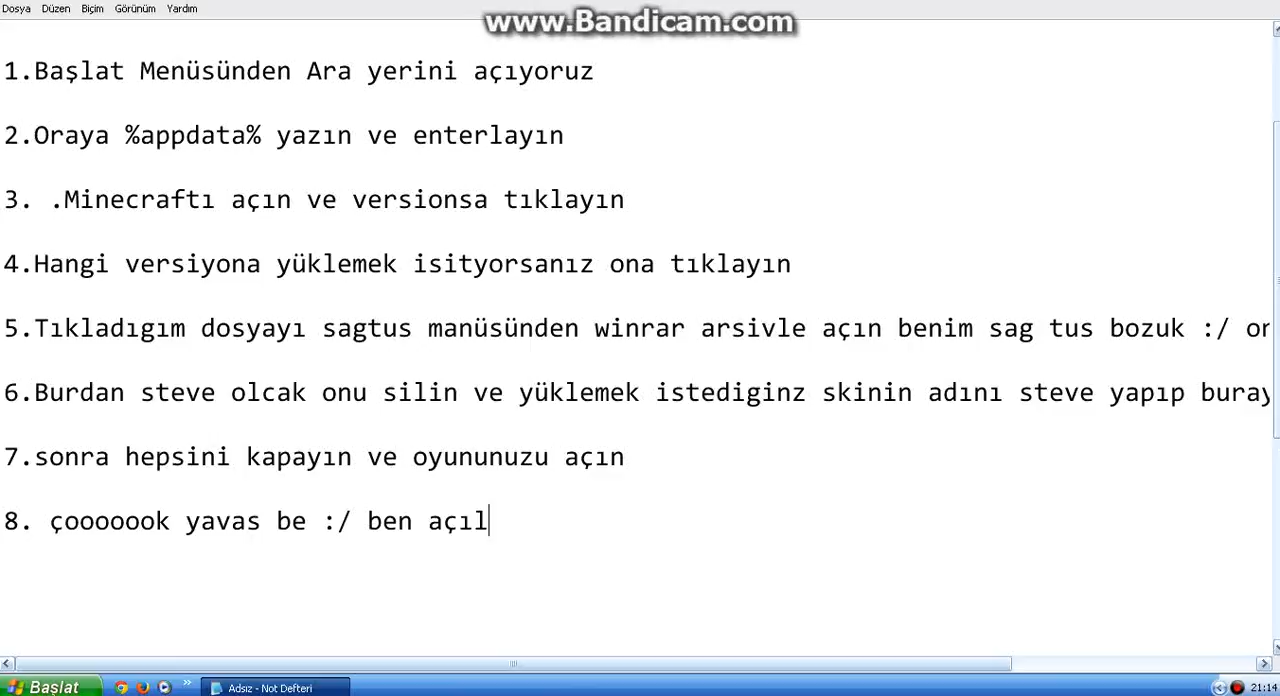 Dosya Düzen Biçim Görünüm Yardım
www.Bandicam.com
1.Başlat Menüsünden Ara yerini açıyoruz
2.Oraya %appdata% yazın ve enterlayın
3. .Minecraftı açın ve versionsa tıklayın
4.Hangi versiyona yüklemek isityorsanız ona tıklayın
5.Tıkladıgım dosyayı sagtus manüsünden winrar arsivle açın benim sag tus bozuk :/
6.Burdan steve olcak onu silin ve yüklemek istediginz skinin adını steve yapıp
7.sonra hepsini kapayın ve oyununuzu açın
8. çooooook yavas be :/ ben açıl
Başlat Adsız - Not Defteri 21:14